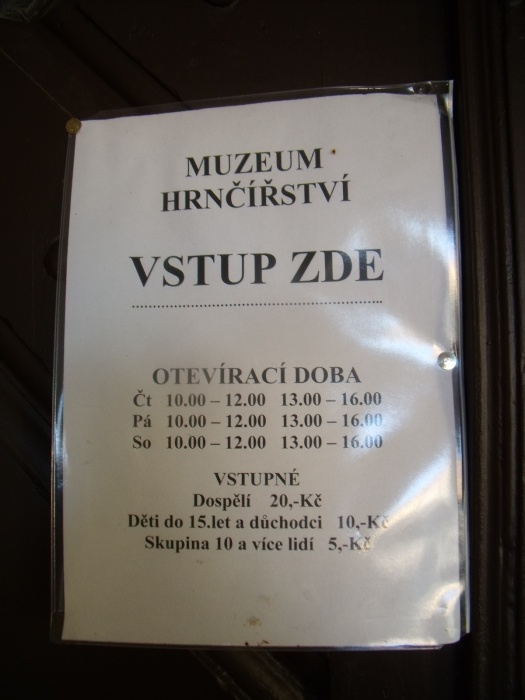 MUZEUM
HRNČÍŘSTVÍ
VSTUP ZDE
OTEVÍRACÍ DOBA
Čt 10.00 – 12.00 13.00 – 16.00
Pá 10.00 – 12.00 13.00 – 16.00
So 10.00 – 12.00 13.00 – 16.00
VSTUPNÉ
Dospělí 20,-Kč
Děti do 15.let a důchodci 10,-Kč
Skupina 10 a více lidí 5,-Kč